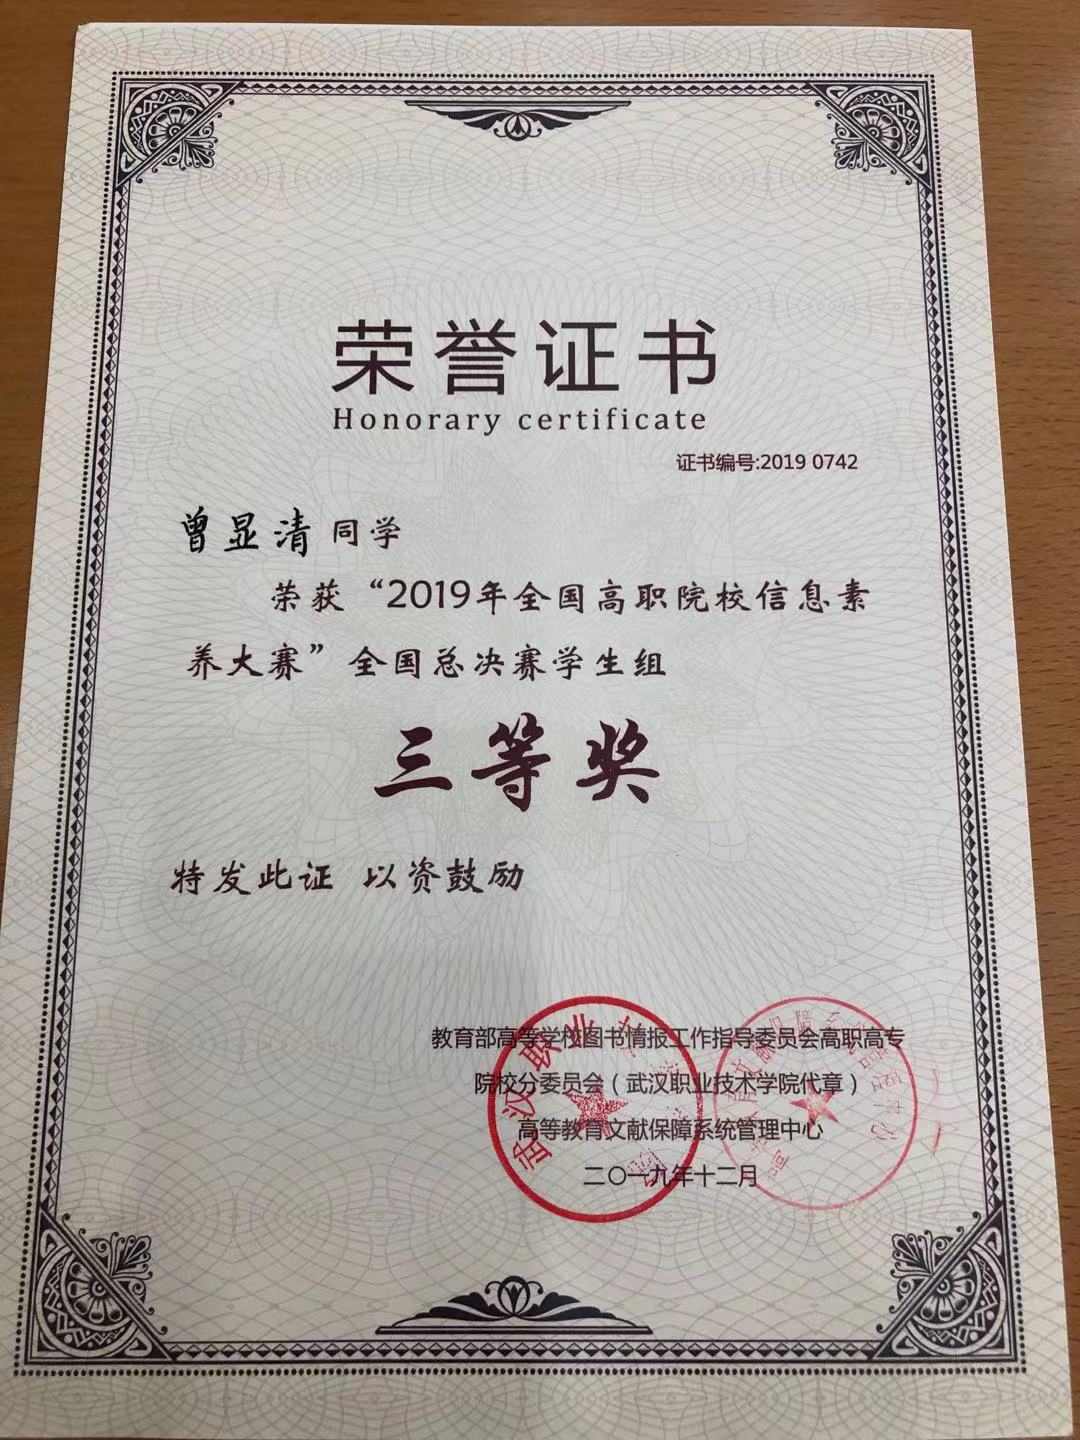 荣誉证书
Honorary certificate
证书编号:2019 0742
曾显清 同学
荣获“2019年全国高职院校信息素
养大赛”全国总决赛学生组
三等奖
特发此证 以资鼓励
教育部高等学校图书情报工作指导委员会高职高专
院校分委员会（武汉职业技术学院代章）
高等教育文献保障系统管理中心
二〇一九年十二月
武汉职业